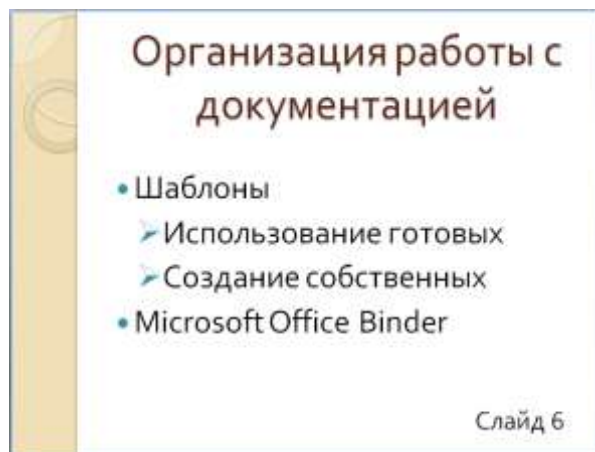 Организация работы с
документацией
• Шаблоны
➢ Использование готовых
➢ Создание собственных
• Microsoft Office Binder
Слайд 6